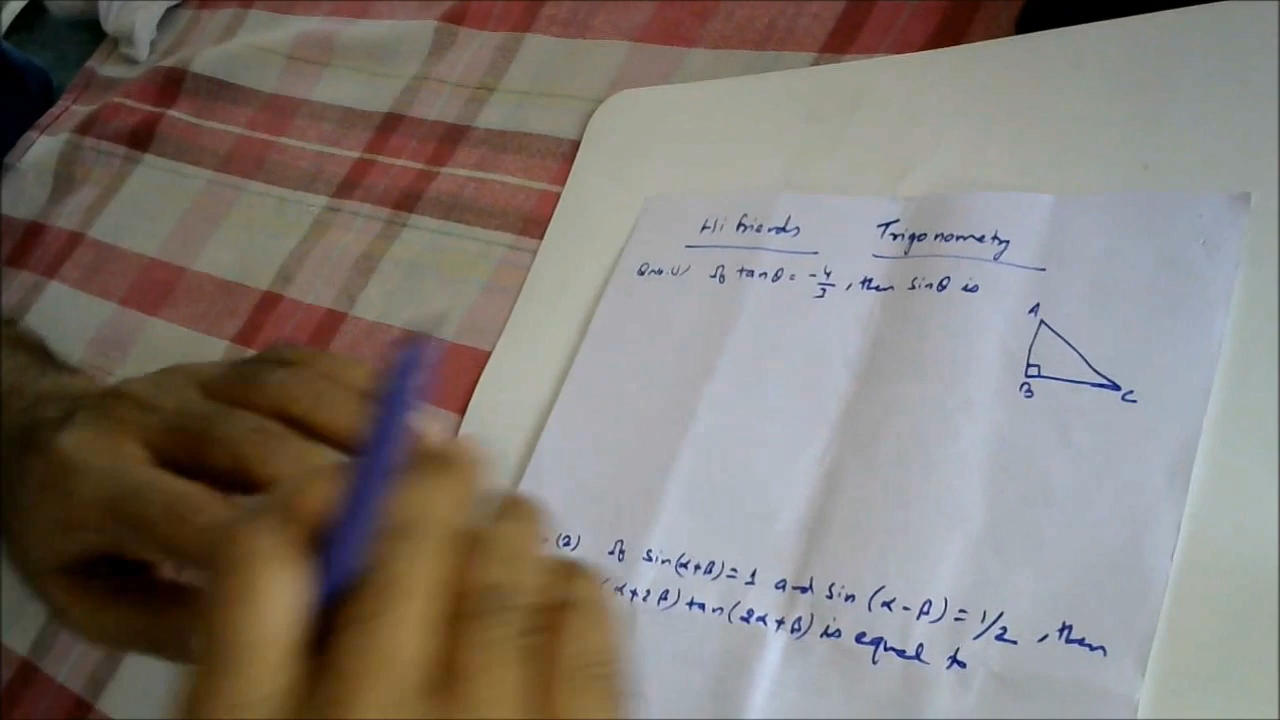 Hi friends Trigonometry
Q no. (1) If tanθ = -4/3, then sinθ is
A
B C
(2) If sin(α+β)=1 and sin (α-β)=1/2, then
(α+2β) tan(2α+β) is equal to